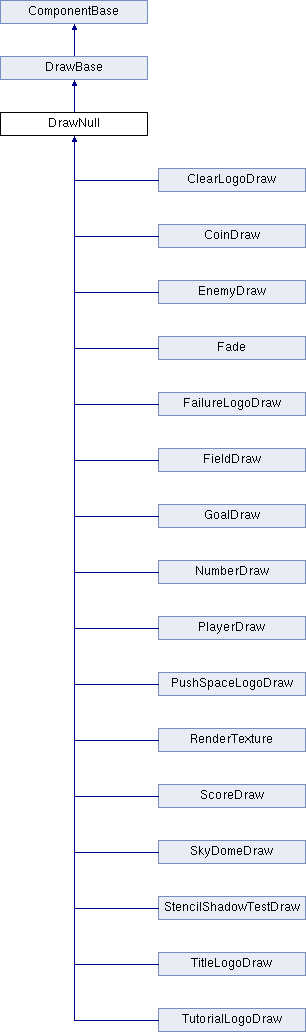 ComponentBase
DrawBase
DrawNull
ClearLogoDraw
CoinDraw
EnemyDraw
Fade
FailureLogoDraw
FieldDraw
GoalDraw
NumberDraw
PlayerDraw
PushSpaceLogoDraw
RenderTexture
ScoreDraw
SkyDomeDraw
StencilShadowTestDraw
TitleLogoDraw
TutorialLogoDraw